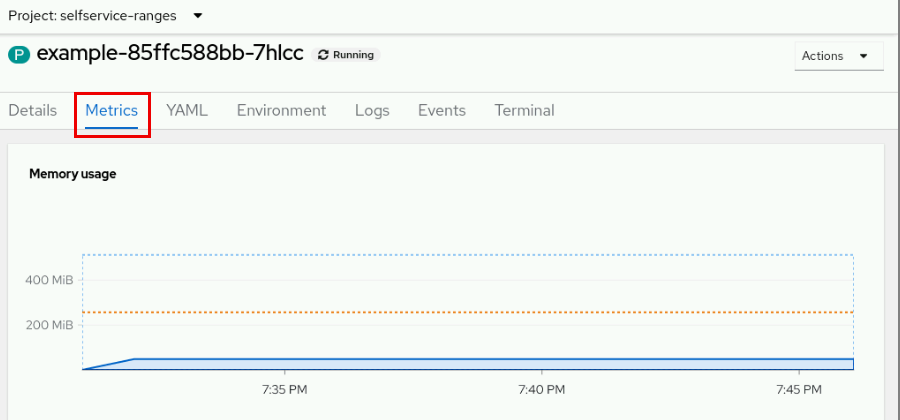 Project: selfservice-ranges
P example-85ffc588bb-7hlcc Running
Actions
Details Metrics YAML Environment Logs Events Terminal
Memory usage
400 MiB
200 MiB
7:35 PM 7:40 PM 7:45 PM